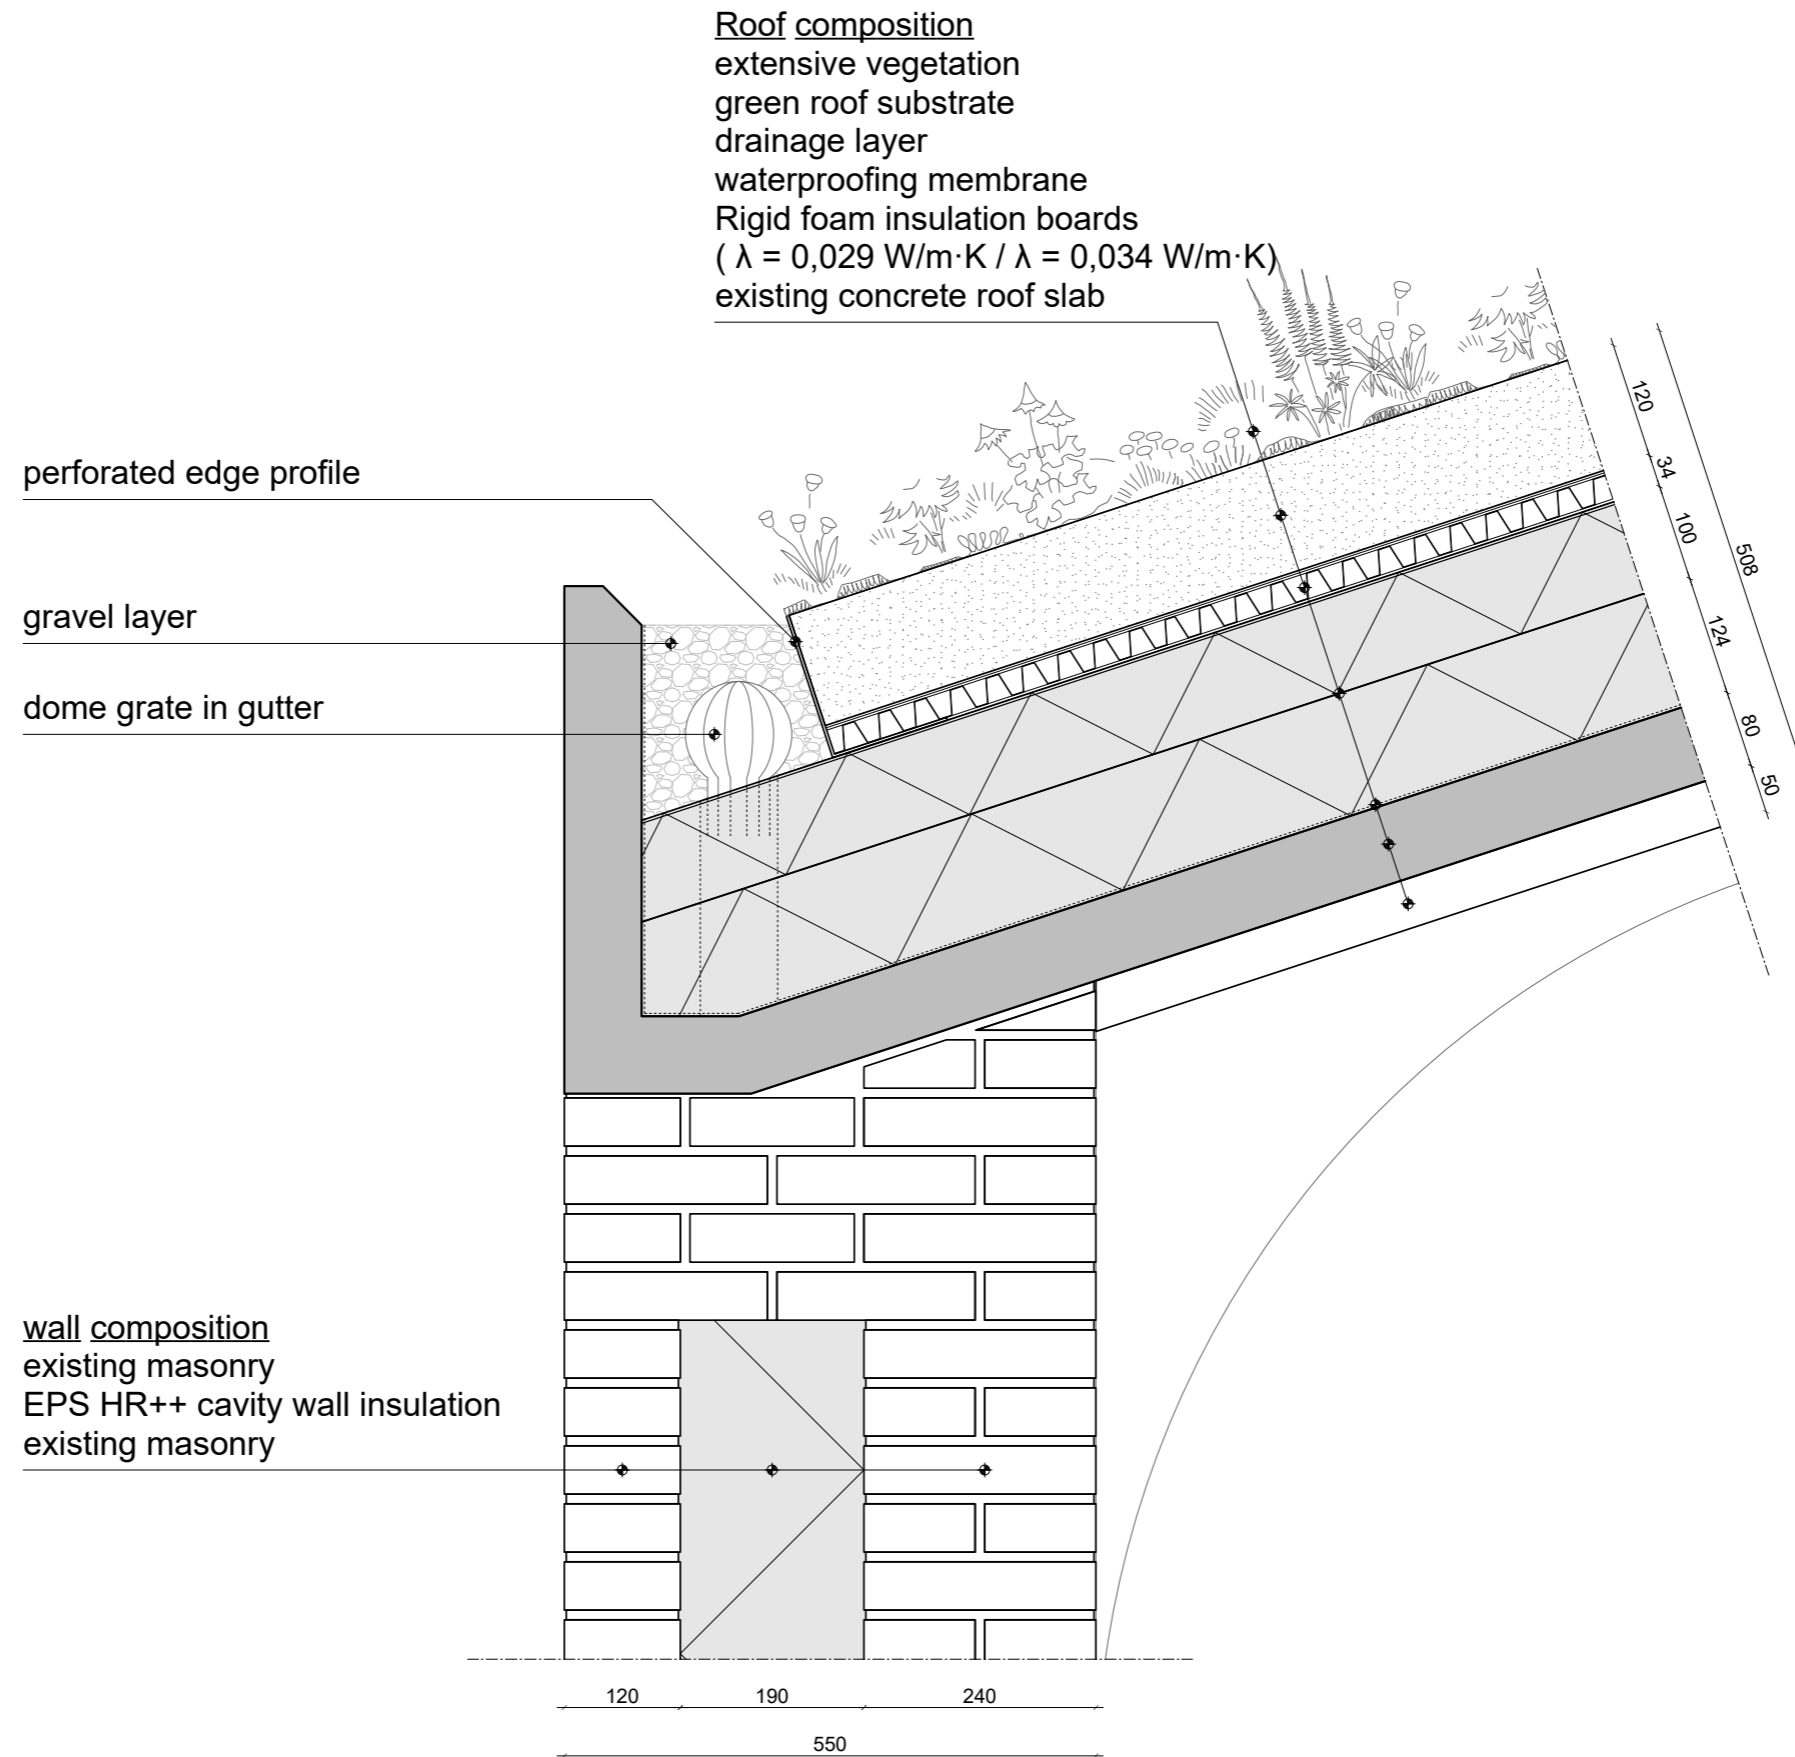 Roof composition
extensive vegetation
green roof substrate
drainage layer
waterproofing membrane
Rigid foam insulation boards
( λ = 0,029 W/m·K / λ = 0,034 W/m·K)
existing concrete roof slab
perforated edge profile
gravel layer
dome grate in gutter
120
34
100
508
124
80
50
wall composition
existing masonry
EPS HR++ cavity wall insulation
existing masonry
120
190
240
550